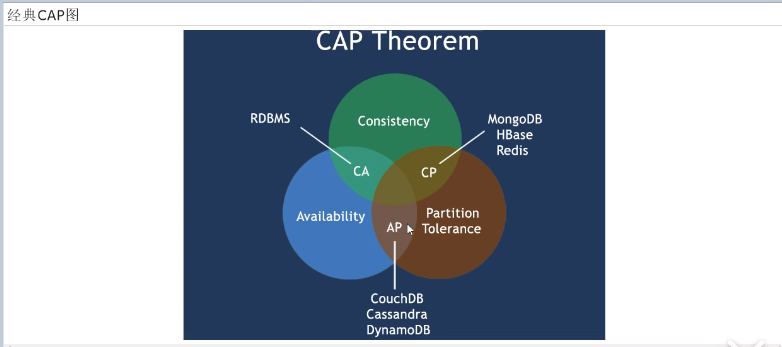 经典CAP图
CAP Theorem
RDBMS
Consistency
MongoDB
HBase
Redis
CA
CP
Availability
Partition
Tolerance
AP
CouchDB
Cassandra
DynamoDB